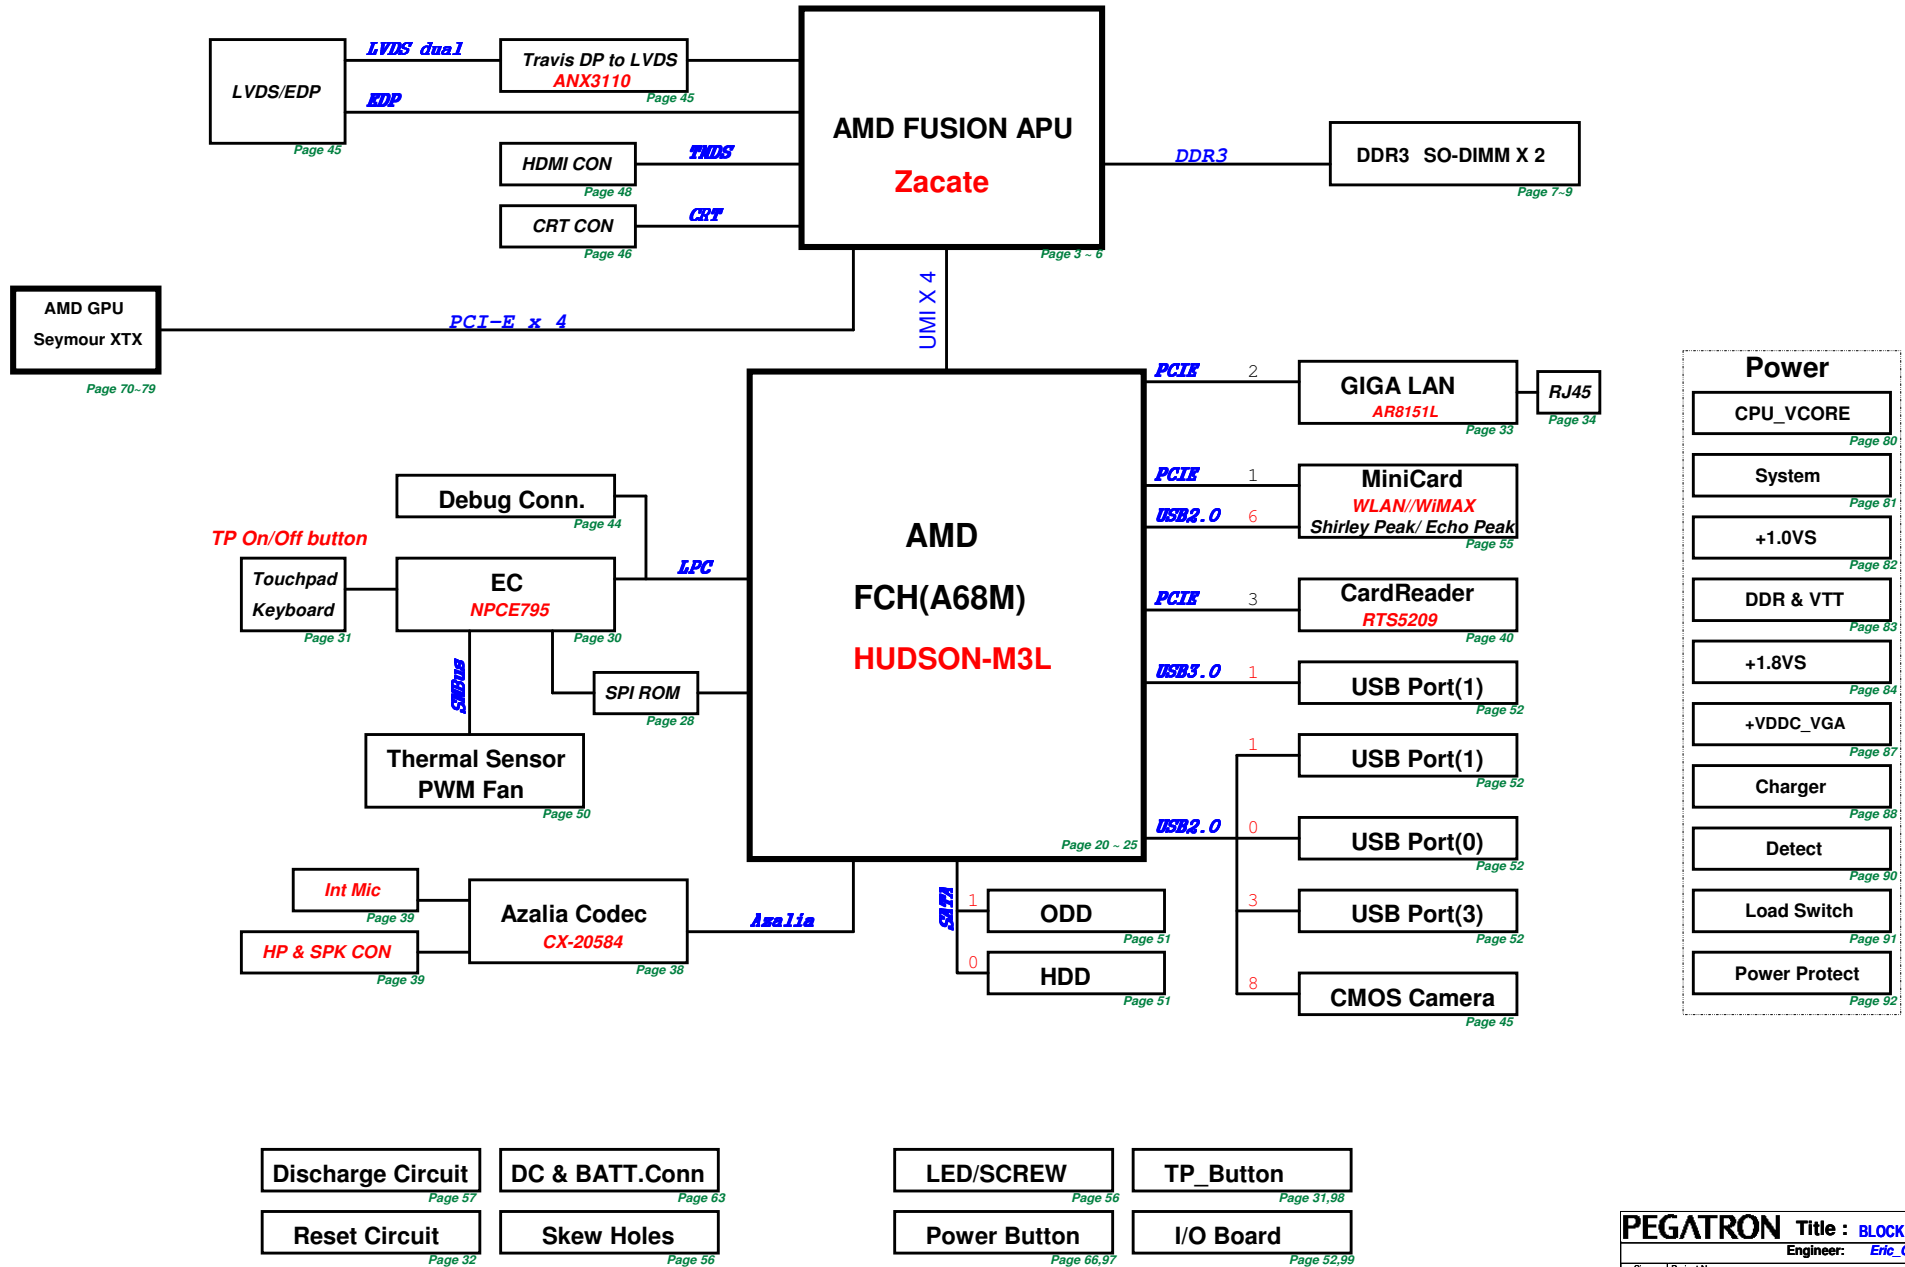 LVDS/EDP
Page 45
LVDS dual
EDP
Travis DP to LVDS
ANX3110
Page 45
HDMI CON
Page 48
TMDS
CRT CON
Page 46
CRT
AMD FUSION APU
Zacate
Page 3 ~ 6
DDR3
DDR3 SO-DIMM X 2
Page 7~9
AMD GPU
Seymour XTX
Page 70~79
PCI-E x 4
UMI X 4
AMD
FCH(A68M)
HUDSON-M3L
Page 20 ~ 25
PCIE 2
GIGA LAN
AR8151L
Page 33
RJ45
Page 34
PCIE 1
USB2.0 6
MiniCard
WLAN//WiMAX
Shirley Peak/ Echo Peak
Page 55
PCIE 3
CardReader
RTS5209
Page 40
USB3.0 1
USB Port(1)
Page 52
1
USB Port(1)
Page 52
USB2.0 0
USB Port(0)
Page 52
3
USB Port(3)
Page 52
8
CMOS Camera
Page 45
Debug Conn.
Page 44
TP On/Off button
Touchpad
Keyboard
Page 31
EC
NPCE795
Page 30
LPC
SMBus
SPI ROM
Page 28
Thermal Sensor
PWM Fan
Page 50
Int Mic
Page 39
HP & SPK CON
Page 39
Azalia Codec
CX-20584
Page 38
Azalia
SATA
1
ODD
Page 51
0
HDD
Page 51
Power
CPU_VCORE
Page 80
System
Page 81
+1.0VS
Page 82
DDR & VTT
Page 83
+1.8VS
Page 84
+VDDC_VGA
Page 87
Charger
Page 88
Detect
Page 90
Load Switch
Page 91
Power Protect
Page 92
Discharge Circuit
Page 57
DC & BATT.Conn
Page 63
Reset Circuit
Page 32
Skew Holes
Page 56
LED/SCREW
Page 56
TP_Button
Page 31,98
Power Button
Page 66,97
I/O Board
Page 52,99
PEGATRON Title : BLOCK
Engineer: